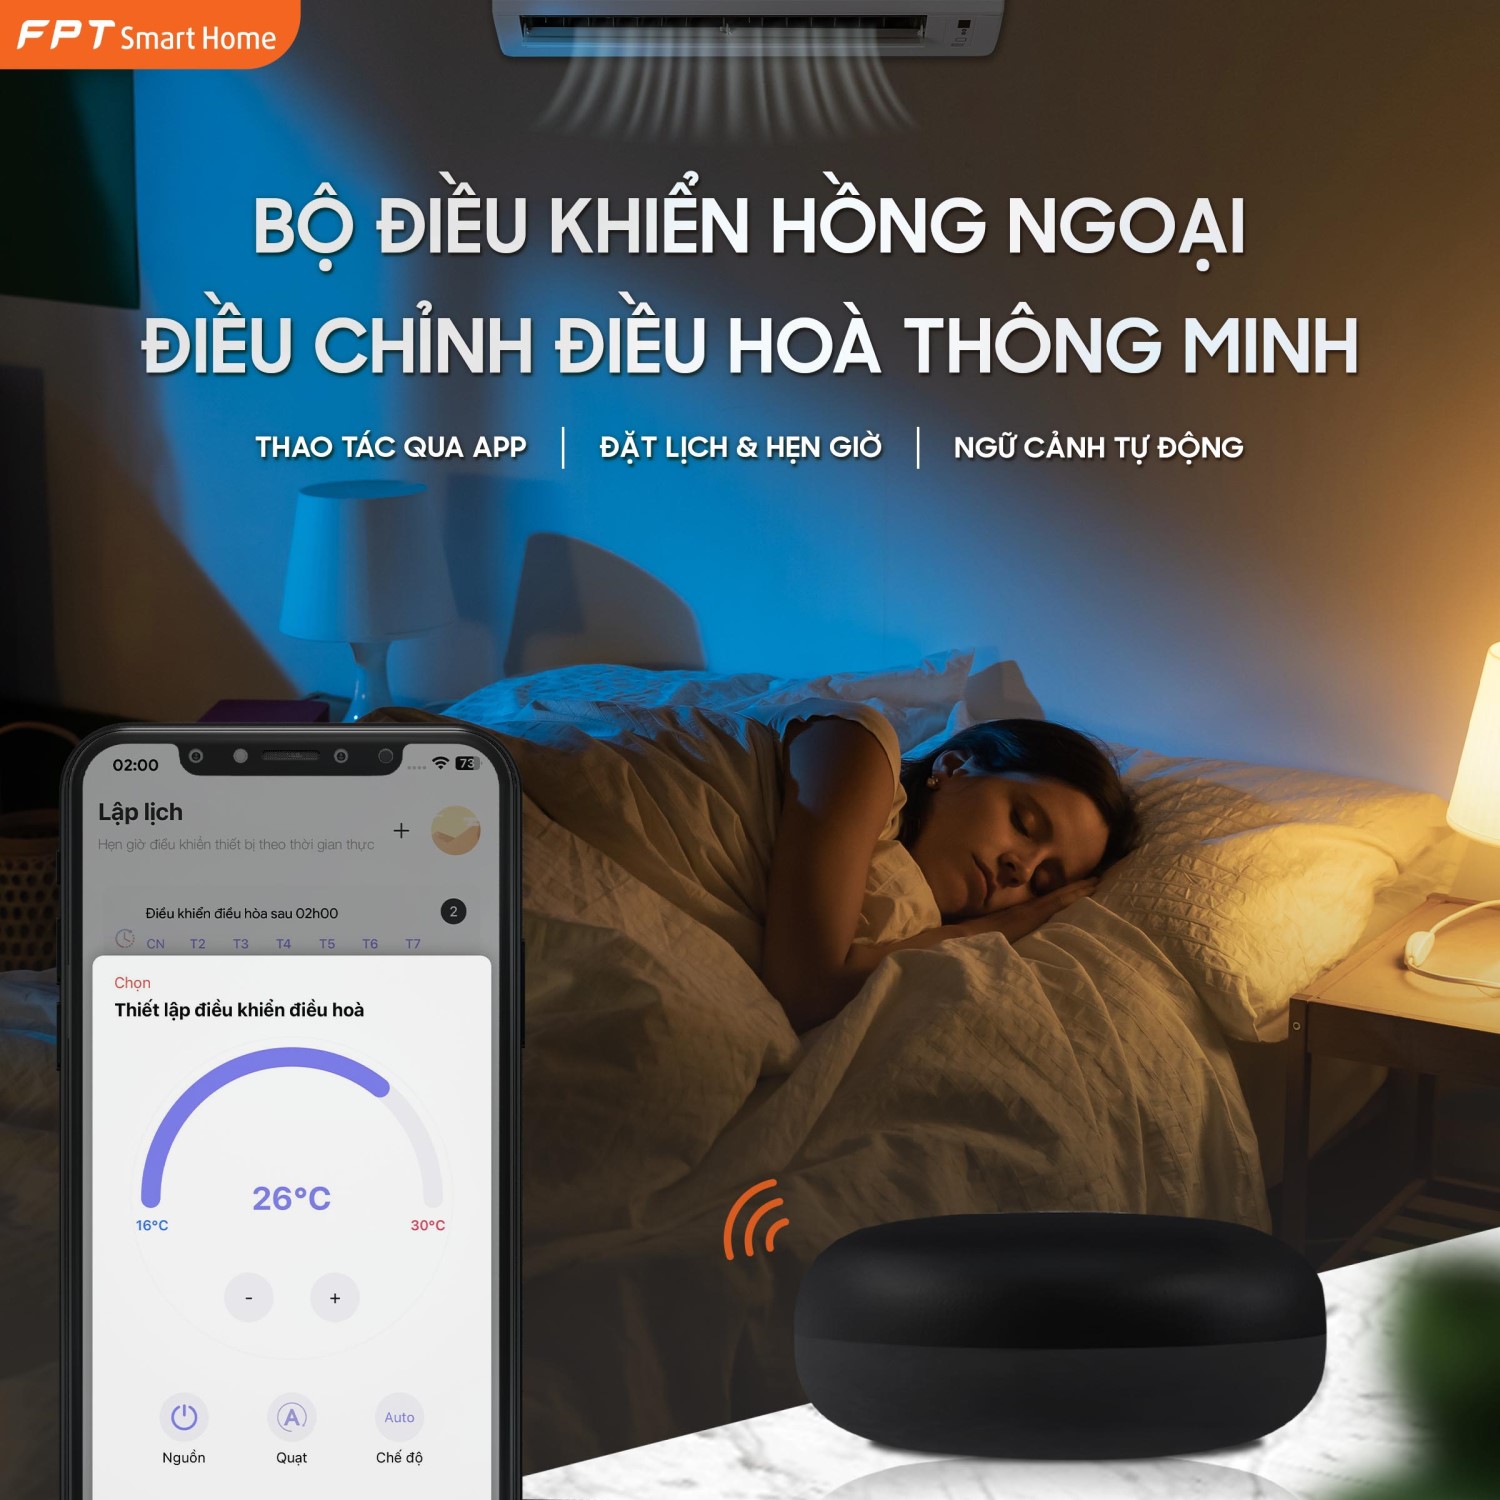 FPT Smart Home
BỘ ĐIỀU KHIỂN HỒNG NGOẠI
ĐIỀU CHỈNH ĐIỀU HOÀ THÔNG MINH
THAO TÁC QUA APP | ĐẶT LỊCH & HẸN GIỜ | NGỮ CẢNH TỰ ĐỘNG
02:00 73
Lập lịch
+
Hẹn giờ điều khiển thiết bị theo thời gian thực
Điều khiển điều hòa sau 02h00 2
CN T2 T3 T4 T5 T6 T7
Chọn
Thiết lập điều khiển điều hoà
26°C
16°C 30°C
- +
A Auto
Nguồn Quạt Chế độ